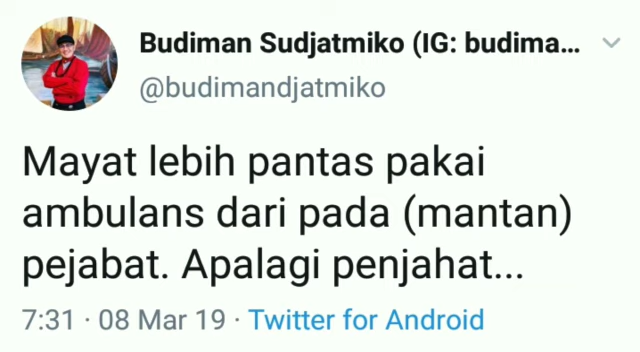 Budiman Sudjatmiko (IG: budima...
@budimandjatmiko
Mayat lebih pantas pakai
ambulans dari pada (mantan)
pejabat. Apalagi penjahat...
7:31 · 08 Mar 19 · Twitter for Android